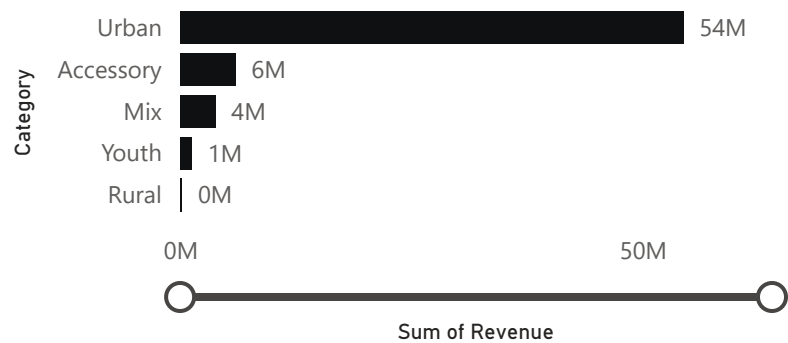 Category
Urban 54M
Accessory 6M
Mix 4M
Youth 1M
Rural 0M
0M 50M
Sum of Revenue